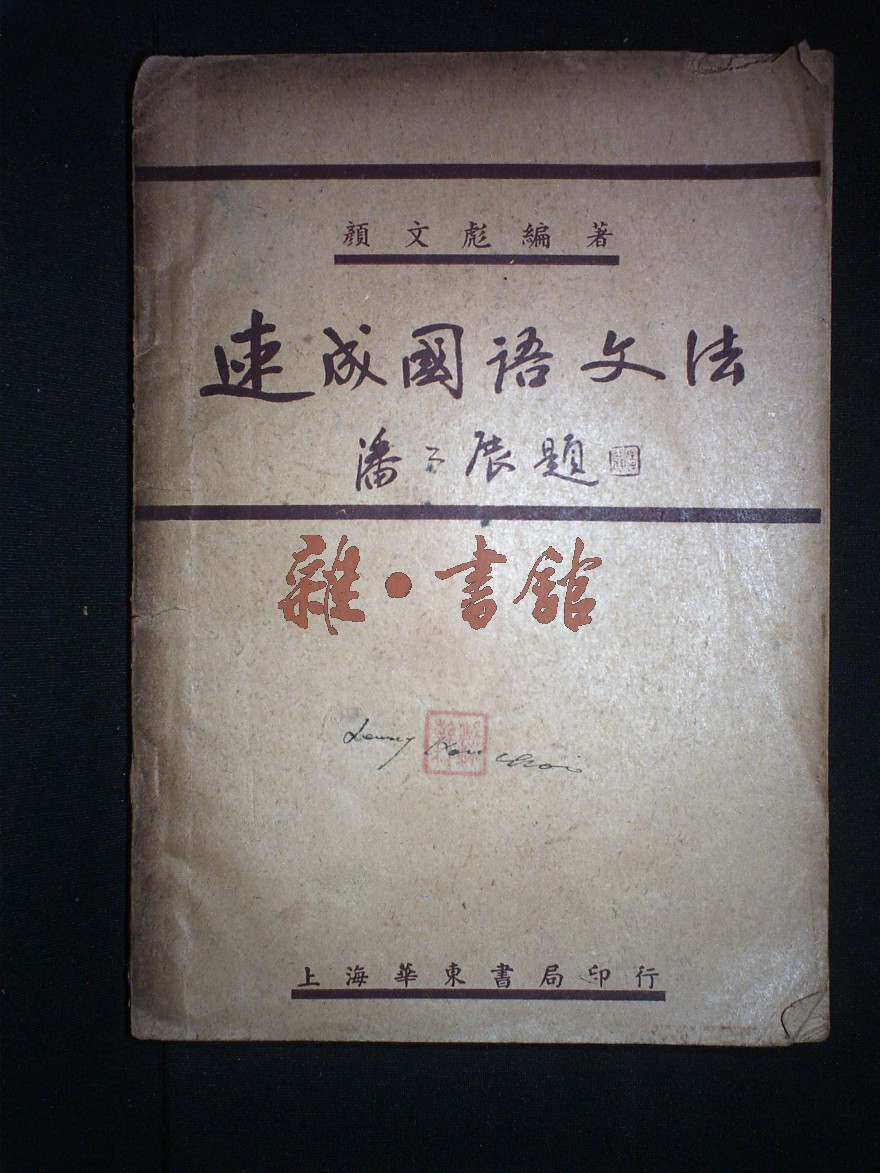 顏文彪編著
速成國語文法
潘公展題
雜·書館
上海華東書局印行